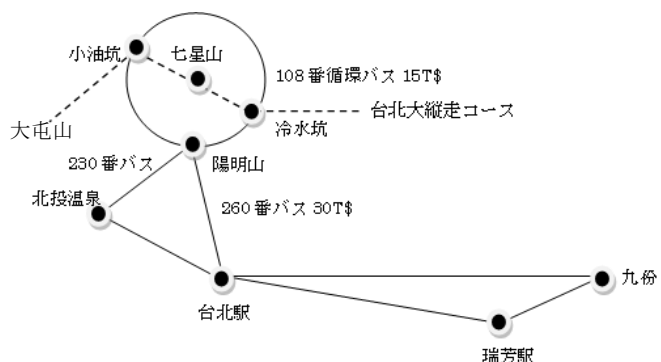 小油坑
七星山
108番循環バス 15T$
台北大縦走コース
大屯山
冷水坑
陽明山
230番バス
北投温泉
260番バス 30T$
九份
台北駅
瑞芳駅